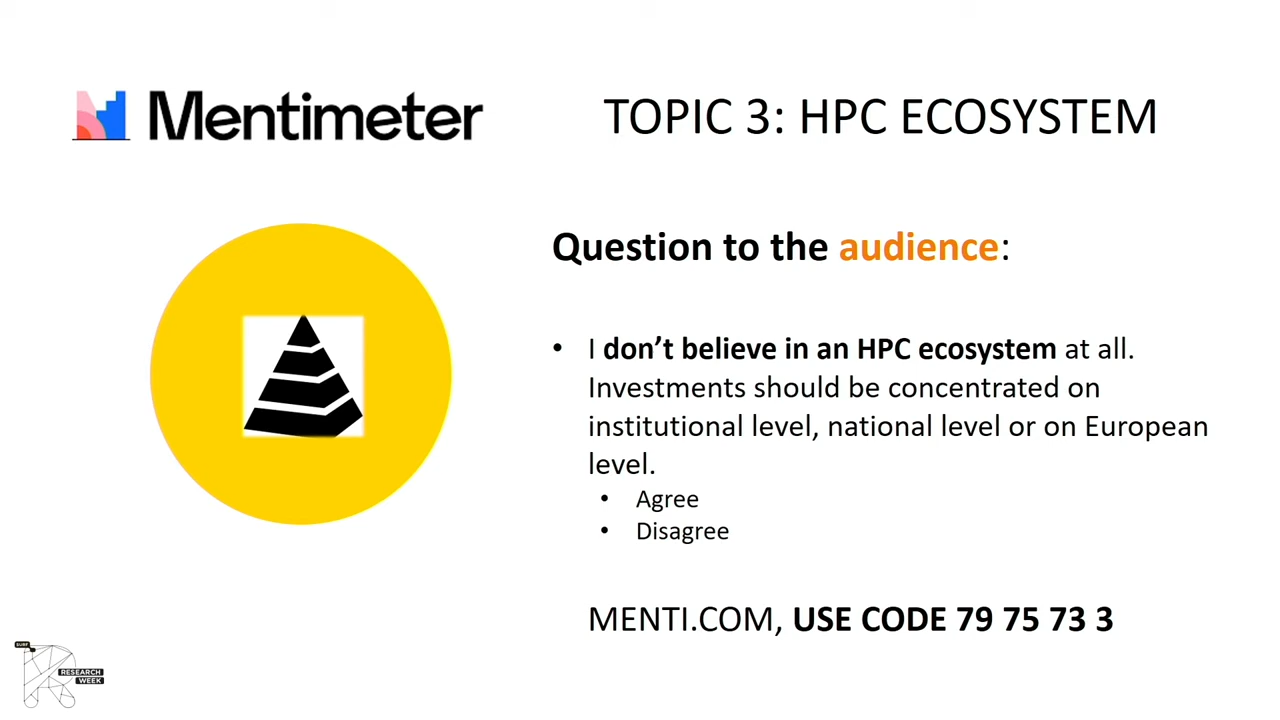 Mentimeter
TOPIC 3: HPC ECOSYSTEM
Question to the audience:
• I don’t believe in an HPC ecosystem at all.
Investments should be concentrated on
institutional level, national level or on European
level.
• Agree
• Disagree
MENTI.COM, USE CODE 79 75 73 3
SURF
RESEARCH
WEEK